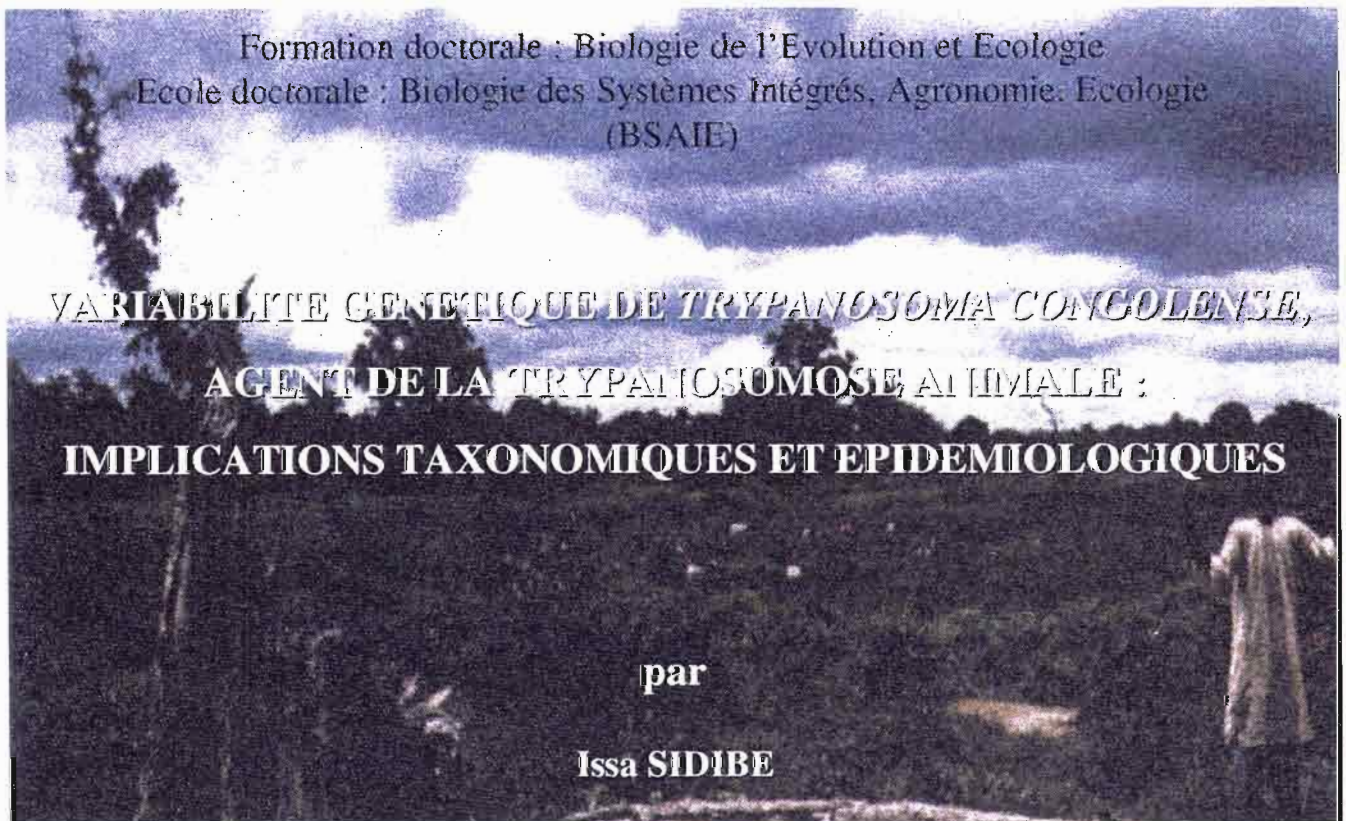 Formation doctorale : Biologie de l'Evolution et Ecologie
Ecole doctorale : Biologie des Systèmes Intégrés, Agronomie, Ecologie
(BSAIE)
VARIABILITE GENETIQUE DE TRYPANOSOMA CONGOLENSE,
AGENT DE LA TRYPANOSOMOSE ANIMALE :
IMPLICATIONS TAXONOMIQUES ET EPIDEMIOLOGIQUES
par
Issa SIDIBE